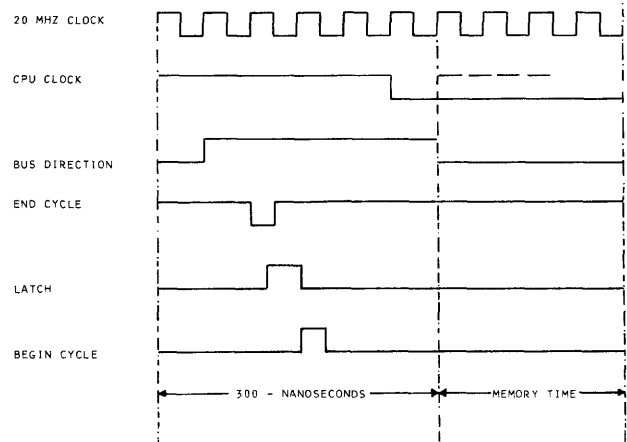 20 MHZ CLOCK
CPU CLOCK
BUS DIRECTION
END CYCLE
LATCH
BEGIN CYCLE
300 - NANOSECONDS
MEMORY TIME